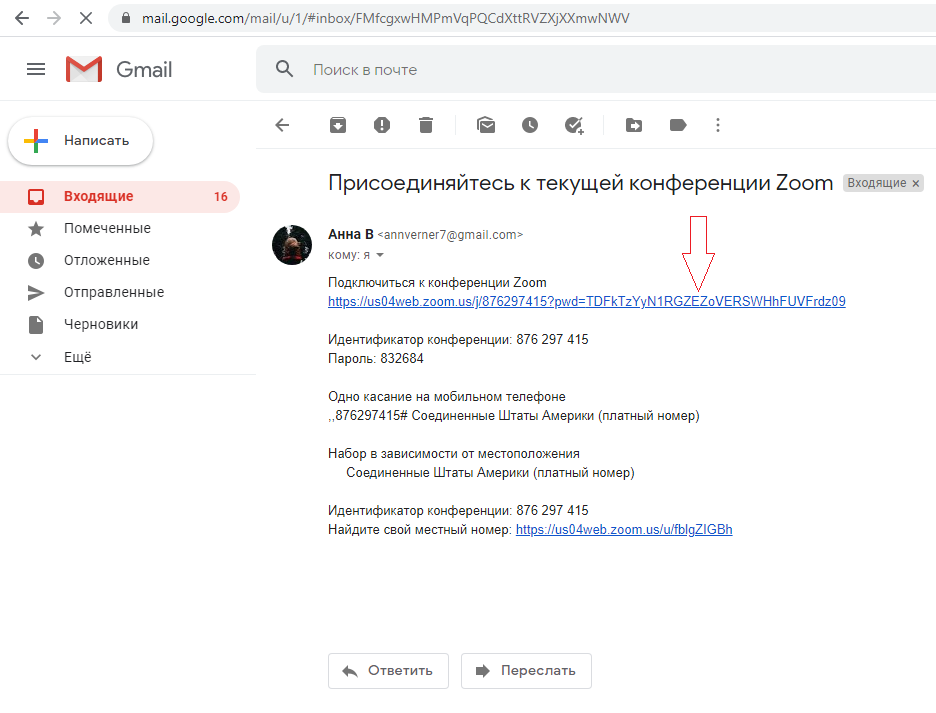 mail.google.com/mail/u/1/#inbox/FMfcgxwHMPmVqPQCdXttRVZXjXXmwNWV
Gmail
Поиск в почте
Написать
Входящие 16
Помеченные
Отложенные
Отправленные
Черновики
Ещё
Присоединяйтесь к текущей конференции Zoom Входящие ×
Анна В <annverner7@gmail.com>
кому: я
Подключиться к конференции Zoom
https://us04web.zoom.us/j/876297415?pwd=TDFkTzYyN1RGZEZoVERSWHhFUVFrdz09
Идентификатор конференции: 876 297 415
Пароль: 832684
Одно касание на мобильном телефоне
,,876297415# Соединенные Штаты Америки (платный номер)
Набор в зависимости от местоположения
Соединенные Штаты Америки (платный номер)
Идентификатор конференции: 876 297 415
Найдите свой местный номер: https://us04web.zoom.us/u/fblgZIGBh
Ответить
Переслать